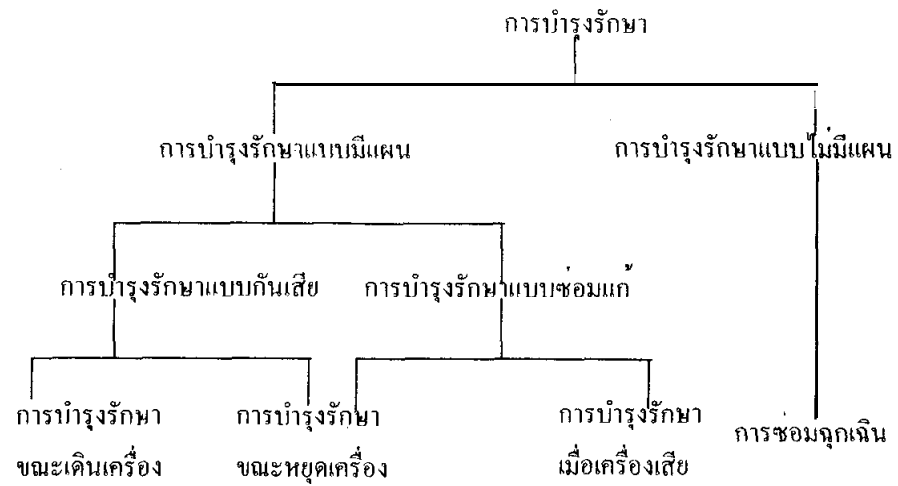 การบำรุงรักษา
การบำรุงรักษาแบบมีแผน
การบำรุงรักษาแบบไม่มีแผน
การบำรุงรักษาแบบกันเสีย
การบำรุงรักษาแบบซ่อมแก้
การบำรุงรักษา
ขณะเดินเครื่อง
การบำรุงรักษา
ขณะหยุดเครื่อง
การบำรุงรักษา
เมื่อเครื่องเสีย
การซ่อมฉุกเฉิน